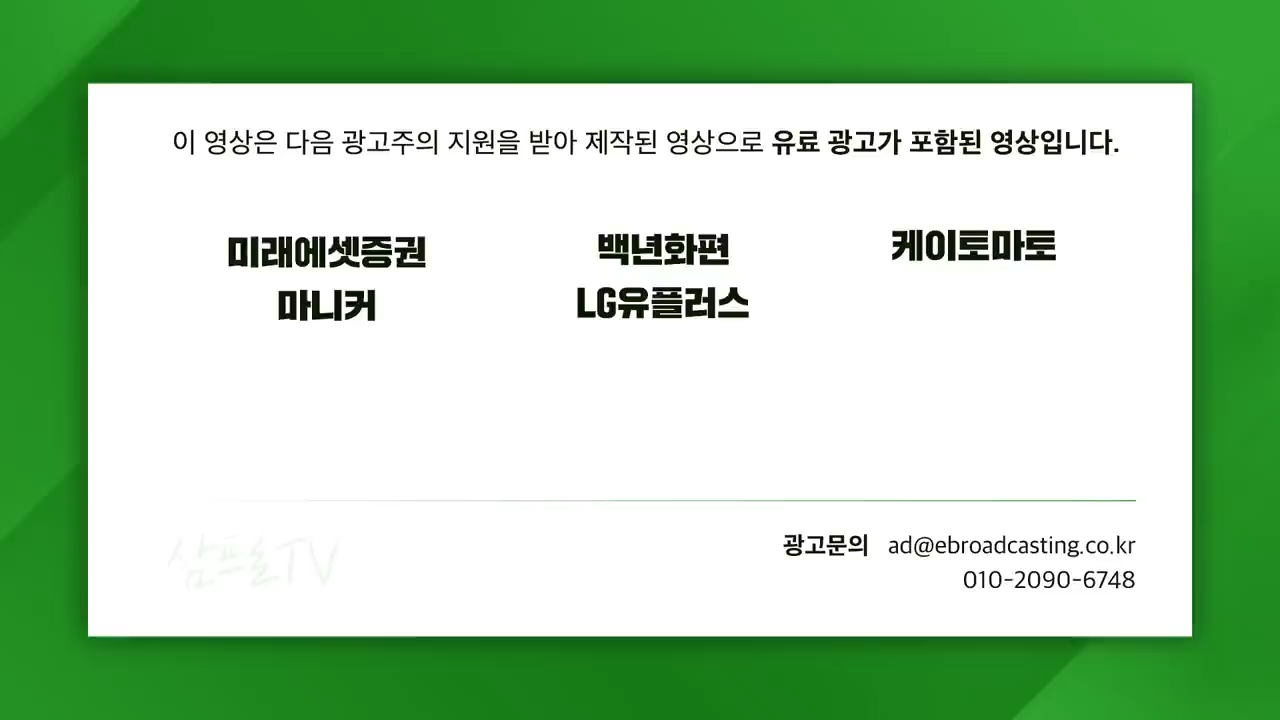 이 영상은 다음 광고주의 지원을 받아 제작된 영상으로 유료 광고가 포함된 영상입니다.
미래에셋증권 백년화편 케이토마토
마니커 LG유플러스
삼프로TV
광고문의 ad@ebroadcasting.co.kr
010-2090-6748